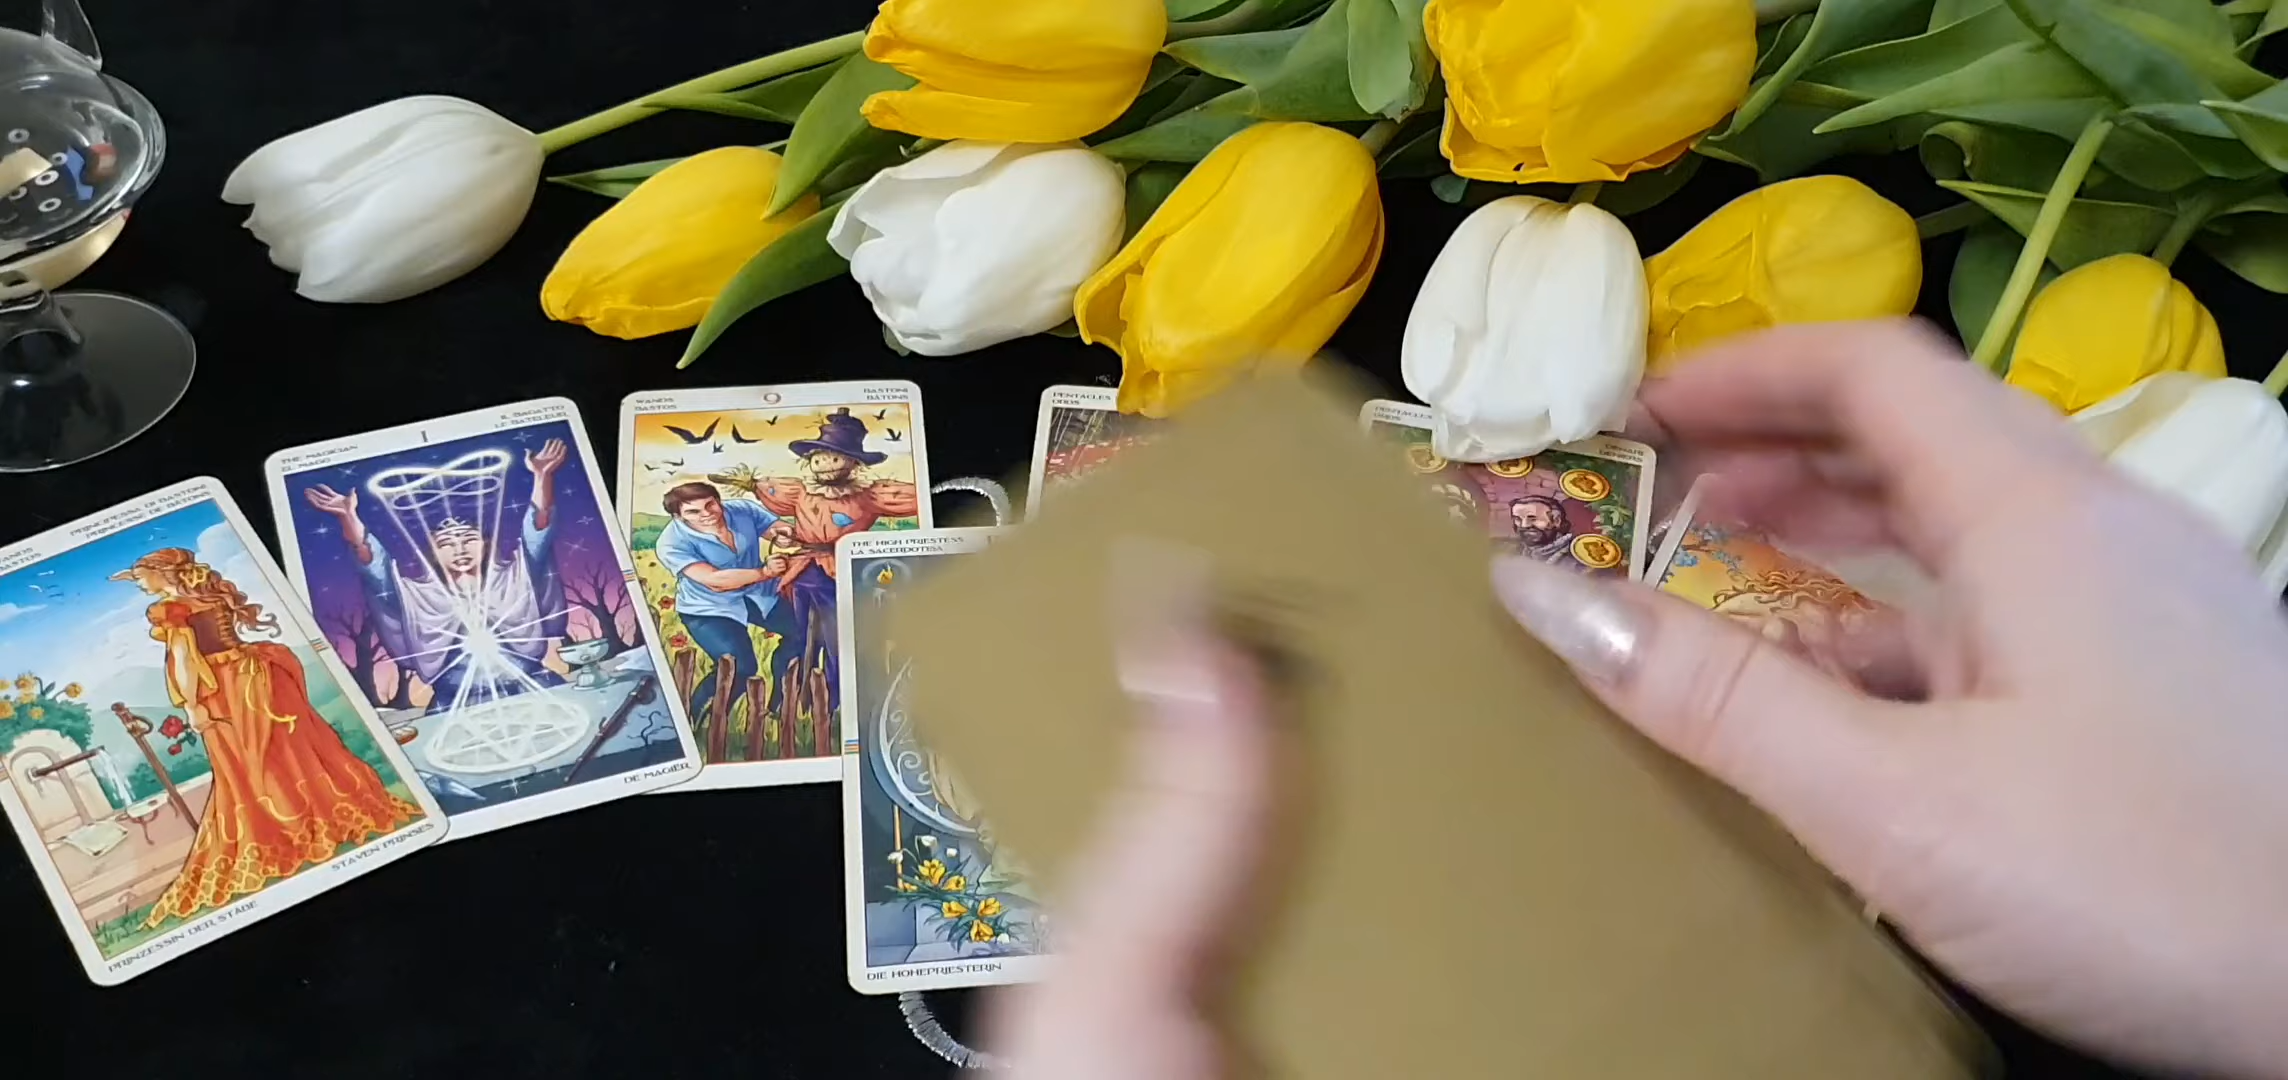 WANDS
BASTOS
PRINCIPESSA DI BASTONI
PRINCESSE DE BÂTONS
PRINZESSIN DER STÄBE
STAVEN PRINSES
THE MAGICIAN
EL MAGO
I
IL BAGATTO
LE BATELEUR
DE MAGIËR
WANDS
BASTOS
9
BASTONI
BÂTONS
THE HIGH PRIESTESS
LA SACERDOTISA
DIE HOHEPRIESTERIN
PENTACLES
OROS
PENTACLES
OROS
DENARI
DENIERS